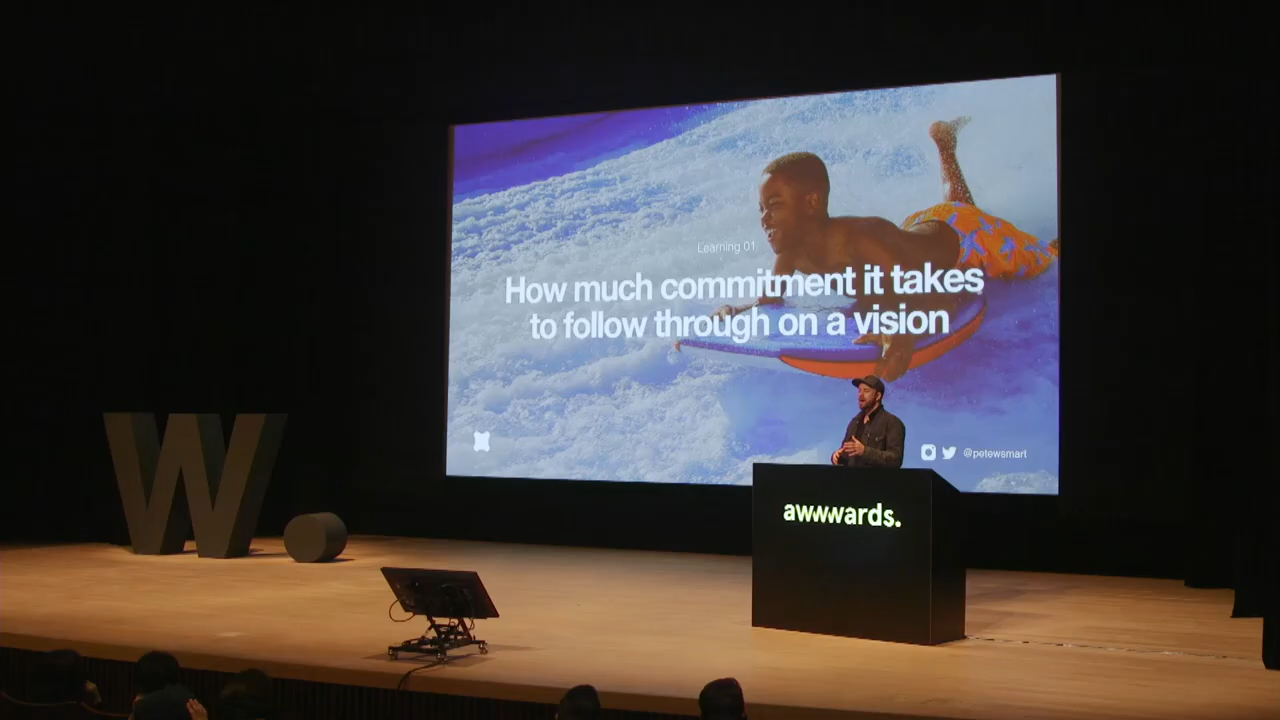 Learning 01
How much commitment it takes
to follow through on a vision
@petewsmart
awwwards.
W.